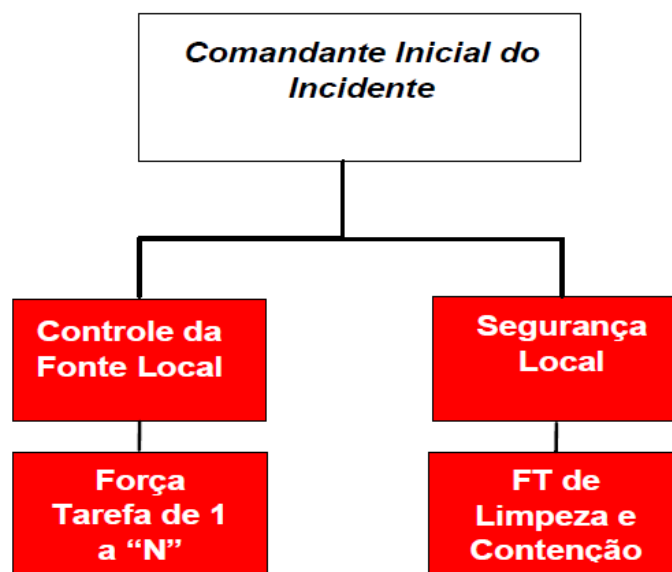 Comandante Inicial do
Incidente
Controle da
Fonte Local
Segurança
Local
Força
Tarefa de 1
a “N”
FT de
Limpeza e
Contenção